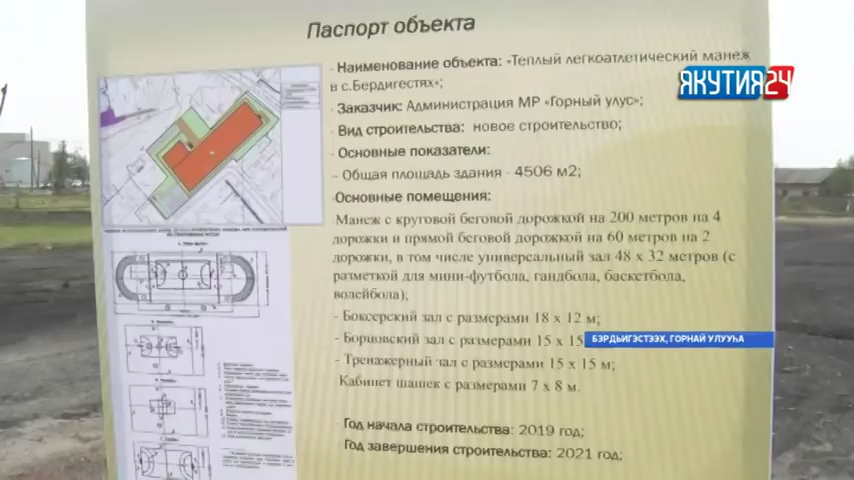 Паспорт объекта
- Наименование объекта: «Теплый легкоатлетический манеж
в с.Бердигестях»;
ЯКУТИЯ24
- Заказчик: Администрация МР «Горный улус»;
- Вид строительства: новое строительство;
- Основные показатели:
- Общая площадь здания - 4506 м2;
-Основные помещения:
Манеж с круговой беговой дорожкой на 200 метров на 4
дорожки и прямой беговой дорожкой на 60 метров на 2
дорожки, в том числе универсальный зал 48 х 32 метров (с
разметкой для мини-футбола, гандбола, баскетбола,
волейбола);
- Боксерский зал с размерами 18 х 12 м;
- Борцовский зал с размерами 15 х 15
БЭРДЬИГЭСТЭЭХ, ГОРНАЙ УЛУУҺА
- Тренажерный зал с размерами 15 х 15 м;
Кабинет шашек с размерами 7 х 8 м.
- Год начала строительства: 2019 год;
Год завершения строительства: 2021 год;